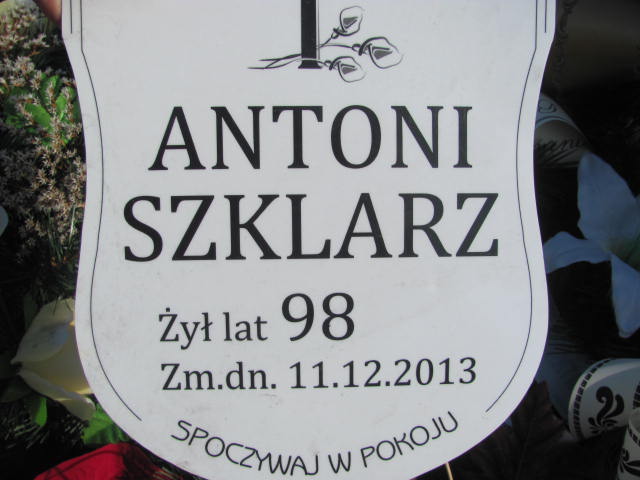 ANTONI
SZKLARZ
Żył lat 98
Zm.dn. 11.12.2013
SPOCZYWAJ W POKOJU